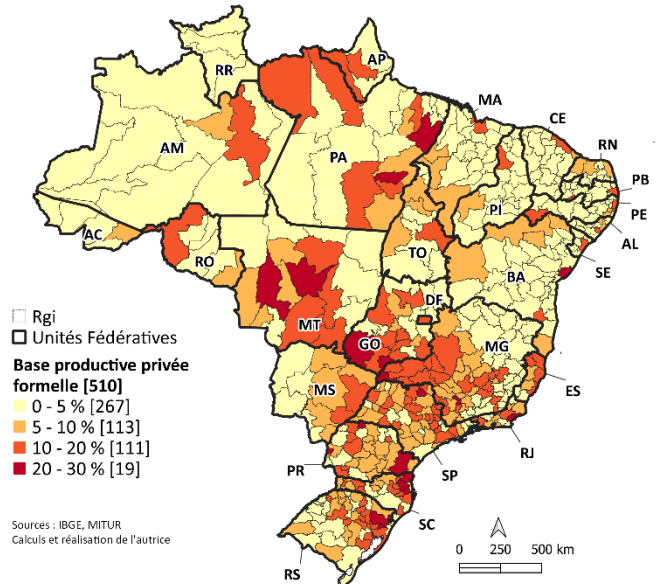 RR
AP
AM
PA
MA
CE
RN
PB
PE
AL
SE
PI
AC
RO
TO
BA
MT
DF
GO
MG
MS
ES
RJ
SP
PR
SC
RS
Rgi
Unités Fédératives
Base productive privée
formelle [510]
0 - 5 % [267]
5 - 10 % [113]
10 - 20 % [111]
20 - 30 % [19]
Sources : IBGE, MITUR
Calculs et réalisation de l'autrice
0 250 500 km